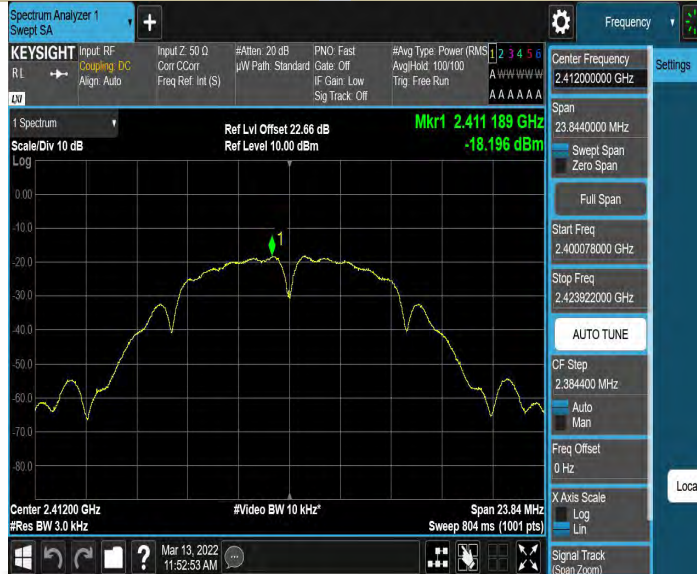 Spectrum Analyzer 1
Swept SA
+
Frequency
KEYSIGHT
RL
LXI
Input: RF
Coupling: DC
Align: Auto
Input Z: 50 Ω
Corr CCorr
Freq Ref: Int (S)
#Atten: 20 dB
µW Path: Standard
PNO: Fast
Gate: Off
IF Gain: Low
Sig Track: Off
#Avg Type: Power (RMS
Avg|Hold: 100/100
Trig: Free Run
1 2 3 4 5 6
A W W W W W
A A A A A A
1 Spectrum
Scale/Div 10 dB
Ref Lvl Offset 22.66 dB
Ref Level 10.00 dBm
Mkr1 2.411 189 GHz
-18.196 dBm
Log
0.00
-10.0
-20.0
-30.0
-40.0
-50.0
-60.0
-70.0
-80.0
1
Center 2.41200 GHz
#Res BW 3.0 kHz
#Video BW 10 kHz*
Span 23.84 MHz
Sweep 804 ms (1001 pts)
Center Frequency
2.412000000 GHz
Settings
Span
23.8440000 MHz
Swept Span
Zero Span
Full Span
Start Freq
2.400078000 GHz
Stop Freq
2.423922000 GHz
AUTO TUNE
CF Step
2.384400 MHz
Auto
Man
Freq Offset
0 Hz
X Axis Scale
Log
Lin
Loca
Signal Track
(Span Zoom)
?
Mar 13, 2022
11:52:53 AM